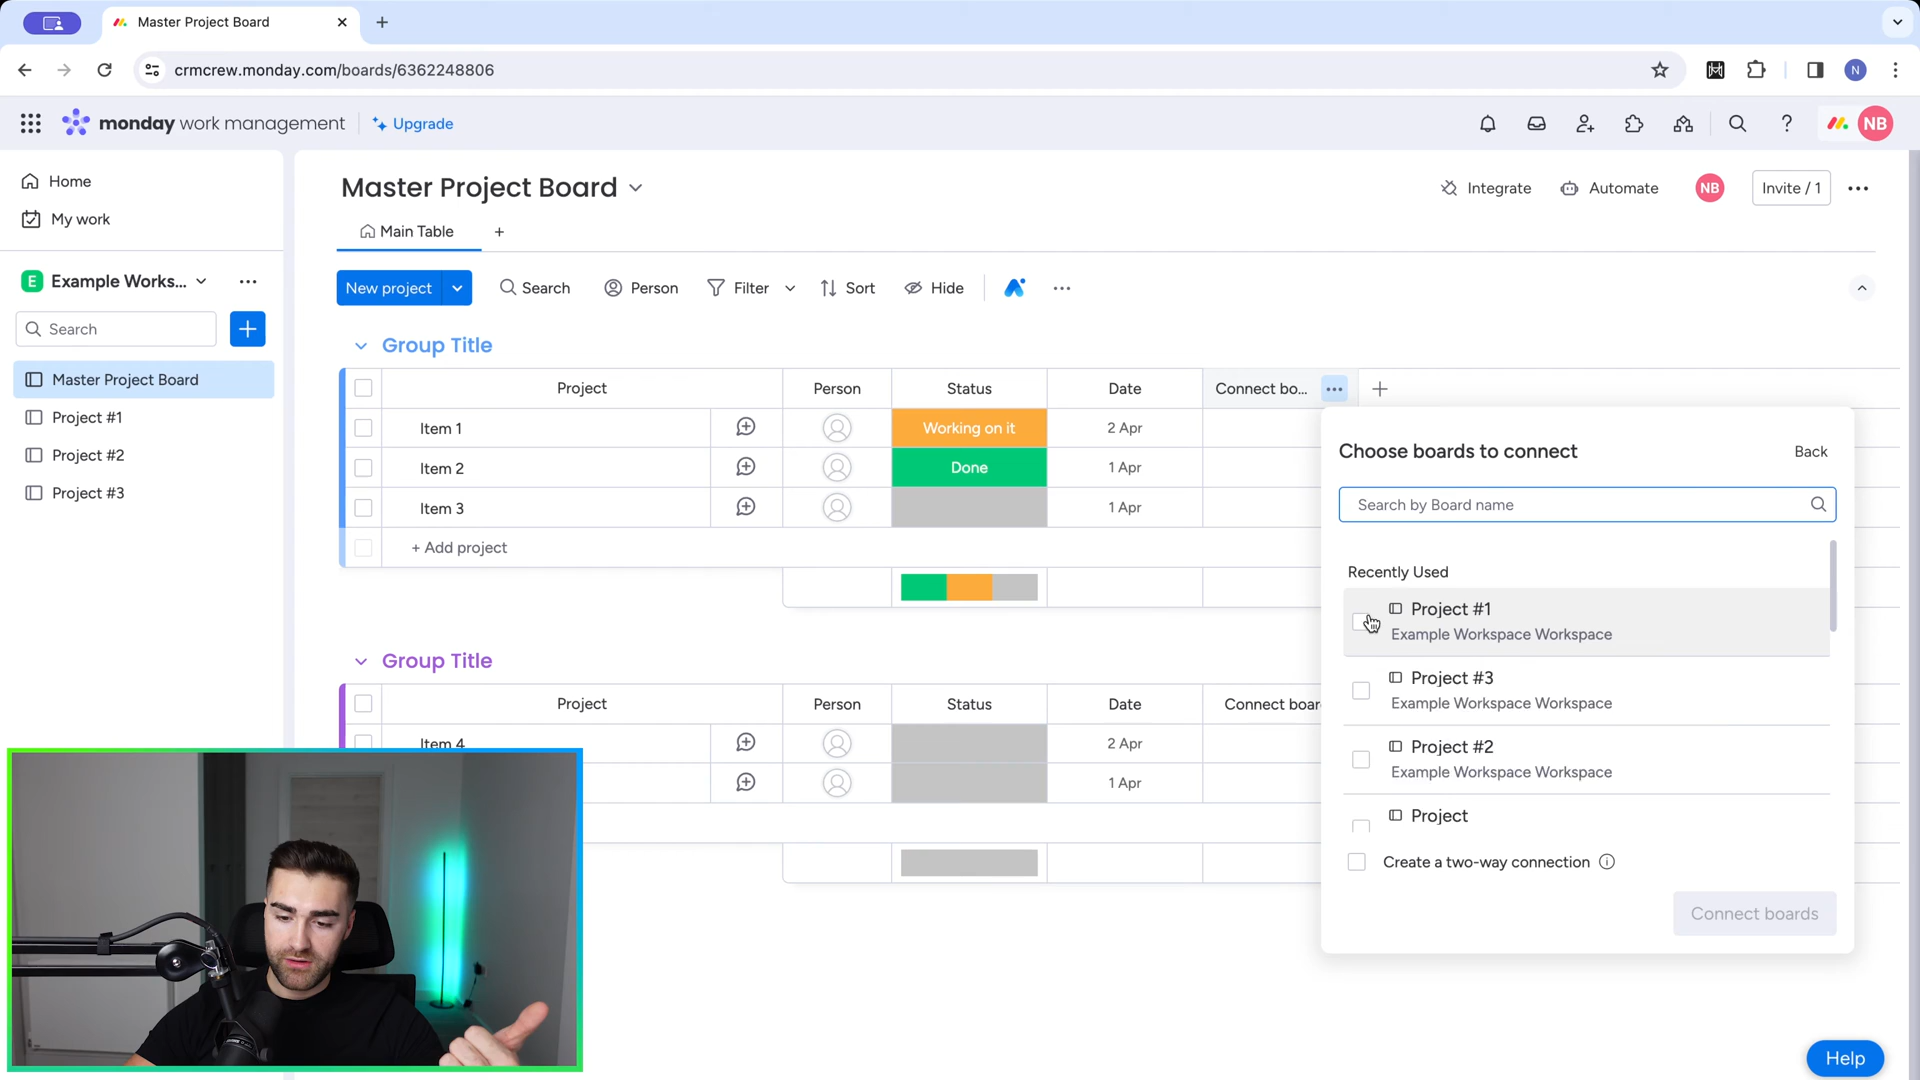 Master Project Board
crmcrew.monday.com/boards/6362248806
N
monday work management
Upgrade
NB
Home
My work
E Example Works...
Search
Master Project Board
Project #1
Project #2
Project #3
Master Project Board
Integrate
Automate
NB
Invite / 1
Main Table
New project
Search
Person
Filter
Sort
Hide
Group Title
Project Person Status Date Connect bo...
Item 1 Working on it 2 Apr
Item 2 Done 1 Apr
Item 3 1 Apr
+ Add project
Group Title
Project Person Status Date Connect boar
Item 4 2 Apr
1 Apr
Choose boards to connect
Back
Search by Board name
Recently Used
Project #1
Example Workspace Workspace
Project #3
Example Workspace Workspace
Project #2
Example Workspace Workspace
Project
Create a two-way connection
Connect boards
Help